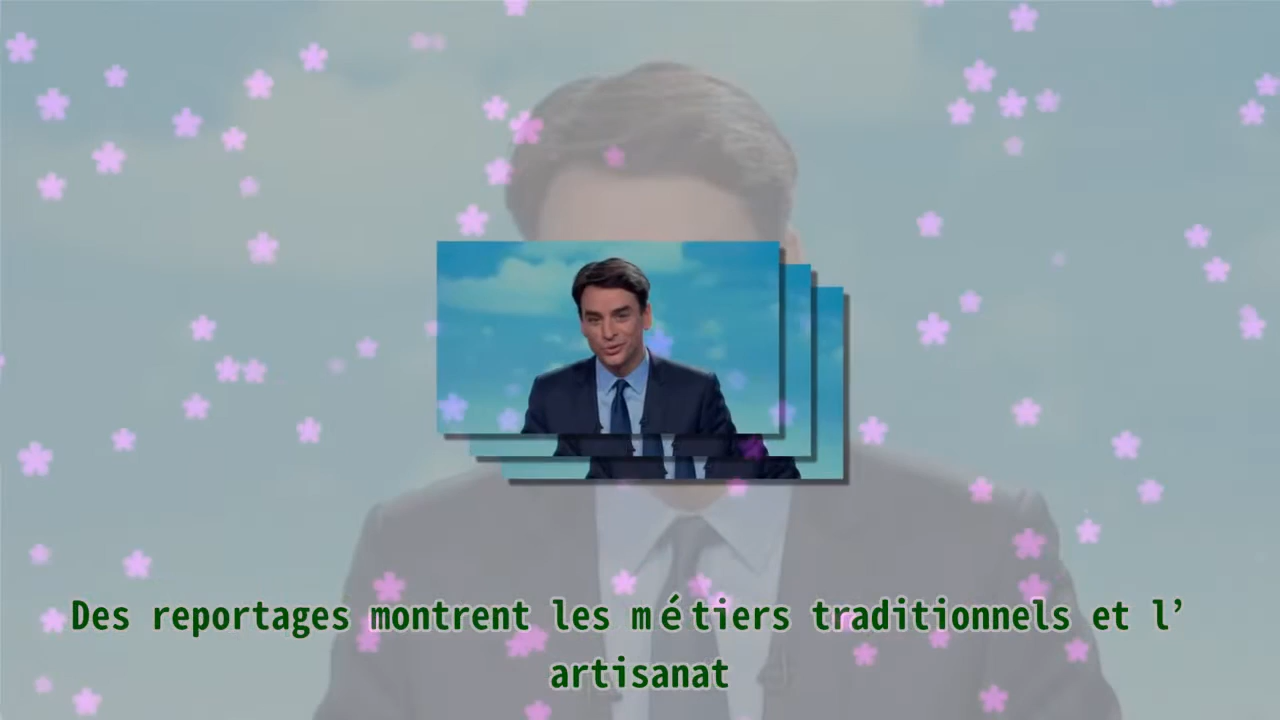 Des reportages montrent les métiers traditionnels et l’
artisanat